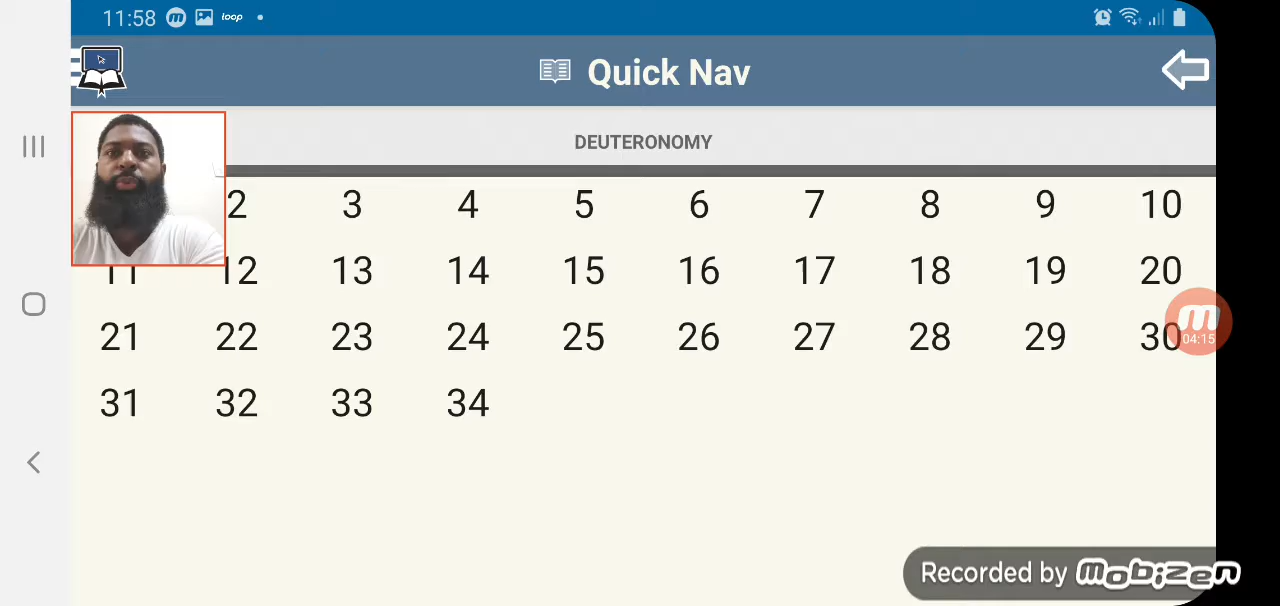 11:58 loop
Quick Nav
DEUTERONOMY
2 3 4 5 6 7 8 9 10
11 12 13 14 15 16 17 18 19 20
21 22 23 24 25 26 27 28 29 30
04:15
31 32 33 34
Recorded by mobizen